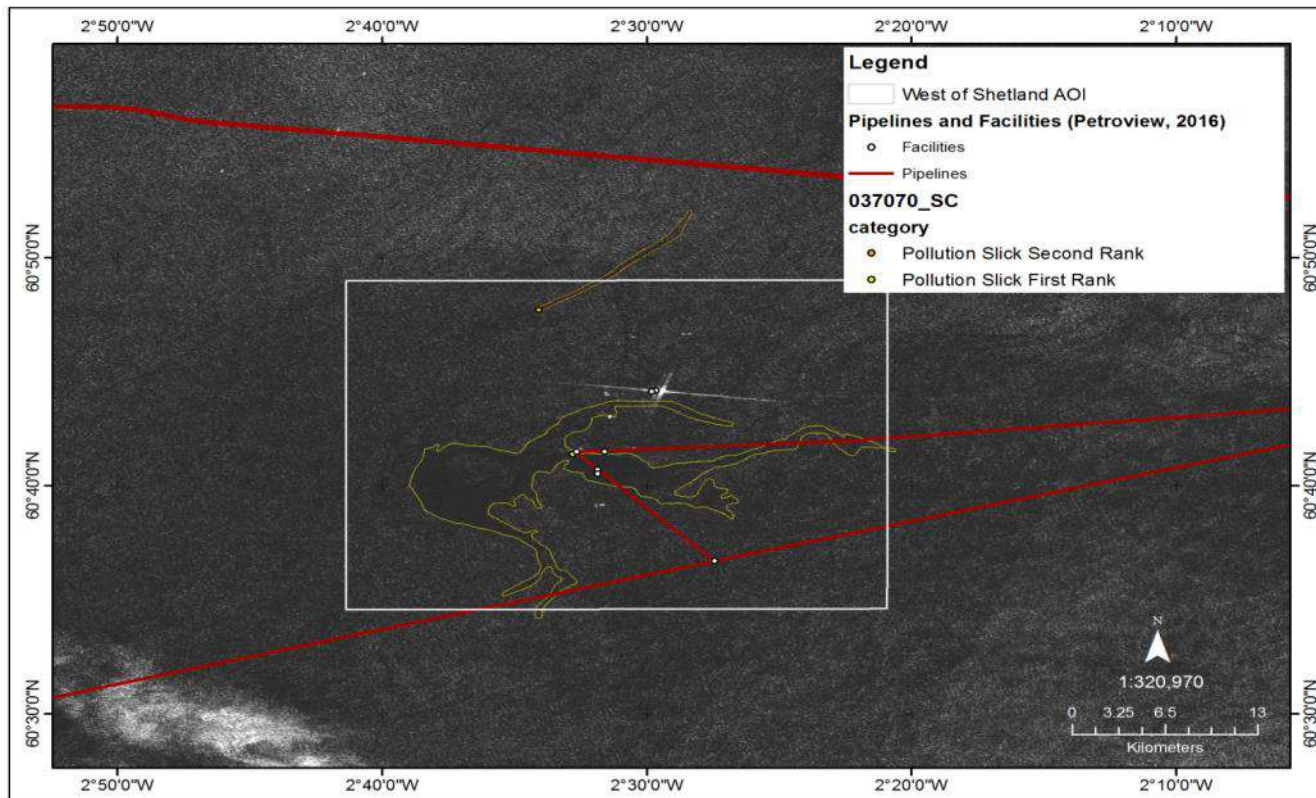 2°50'0"W 2°40'0"W 2°30'0"W 2°20'0"W 2°10'0"W
Legend
West of Shetland AOI
Pipelines and Facilities (Petroview, 2016)
Facilities
Pipelines
037070_SC
category
Pollution Slick Second Rank
Pollution Slick First Rank
60°50'0"N 60°50'0"N
60°40'0"N 60°40'0"N
60°30'0"N 60°30'0"N
N
1:320,970
0 3.25 6.5 13
Kilometers
2°50'0"W 2°40'0"W 2°30'0"W 2°20'0"W 2°10'0"W